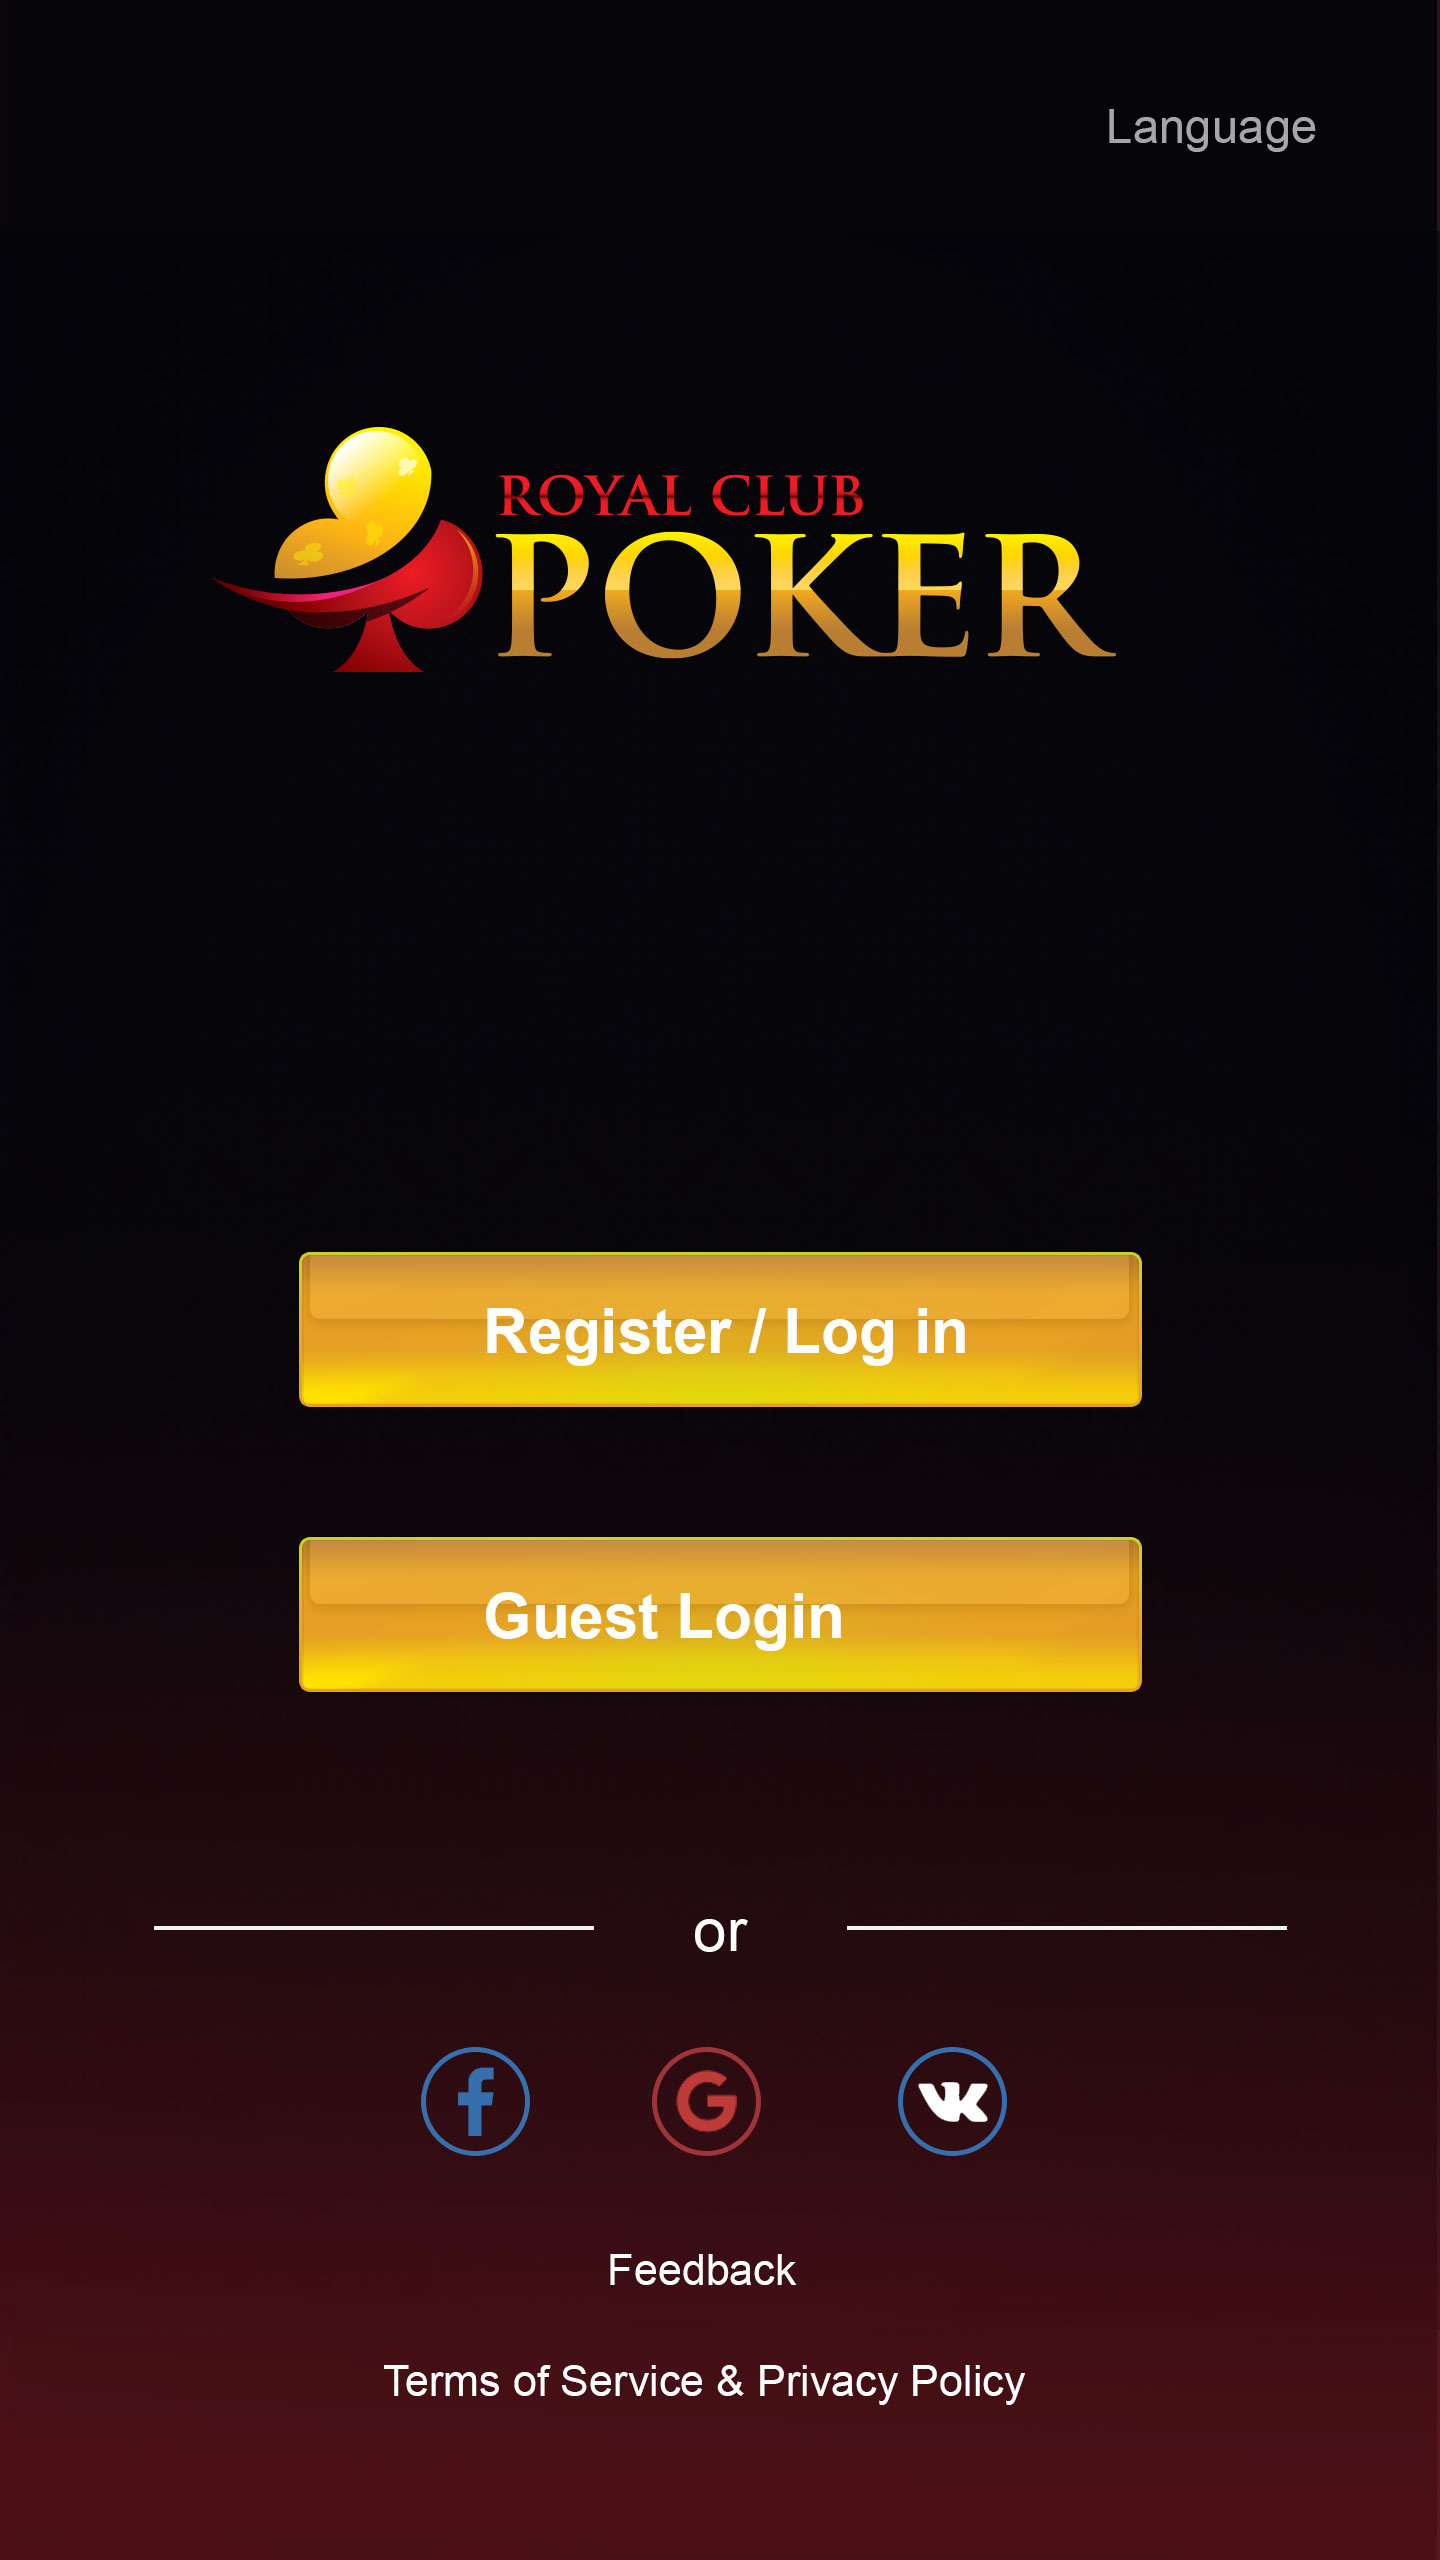 Language
ROYAL CLUB
POKER
Register / Log in
Guest Login
or
Feedback
Terms of Service & Privacy Policy